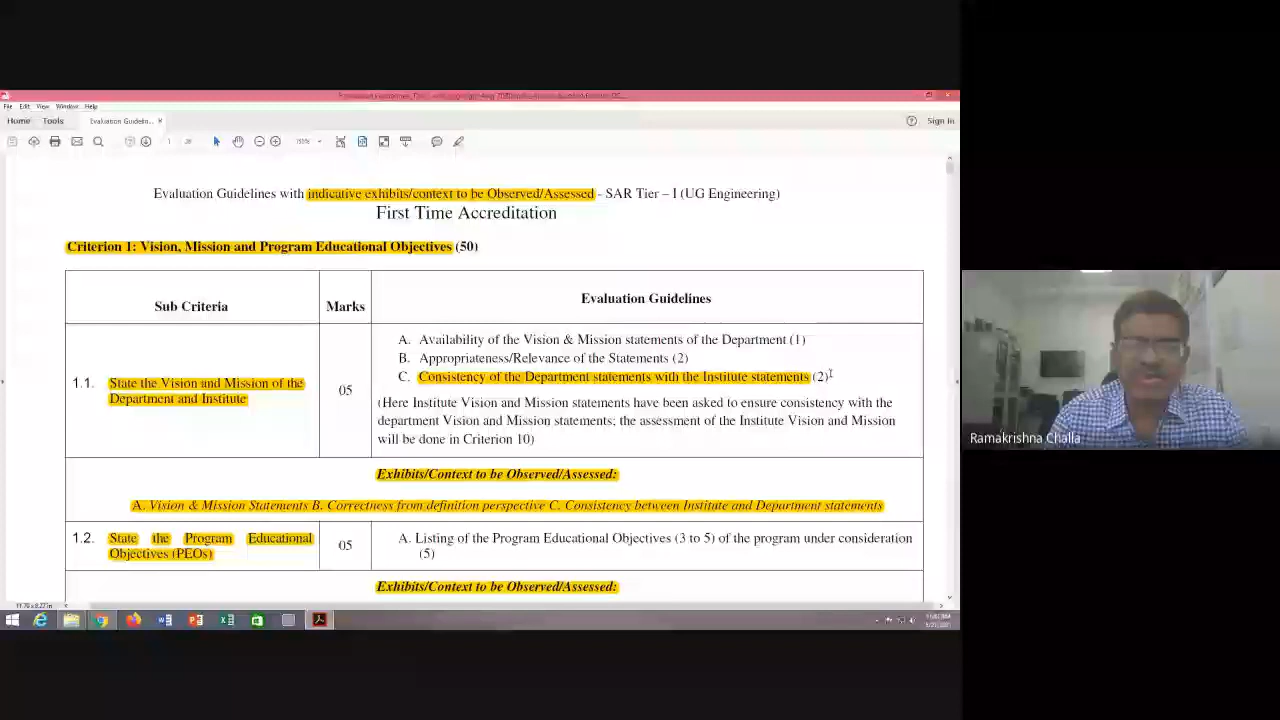 File Edit View Window Help
Home Tools Evaluation Guidelin... × Sign In
Evaluation Guidelines with indicative exhibits/context to be Observed/Assessed - SAR Tier – I (UG Engineering)
First Time Accreditation
Criterion 1: Vision, Mission and Program Educational Objectives (50)
Sub Criteria Marks Evaluation Guidelines
1.1. State the Vision and Mission of the
Department and Institute
05
A. Availability of the Vision & Mission statements of the Department (1)
B. Appropriateness/Relevance of the Statements (2)
C. Consistency of the Department statements with the Institute statements (2)
(Here Institute Vision and Mission statements have been asked to ensure consistency with the
department Vision and Mission statements; the assessment of the Institute Vision and Mission
will be done in Criterion 10)
Exhibits/Context to be Observed/Assessed:
A. Vision & Mission Statements B. Correctness from definition perspective C. Consistency between Institute and Department statements
1.2. State the Program Educational
Objectives (PEOs)
05
A. Listing of the Program Educational Objectives (3 to 5) of the program under consideration
(5)
Exhibits/Context to be Observed/Assessed:
Ramakrishna Challa